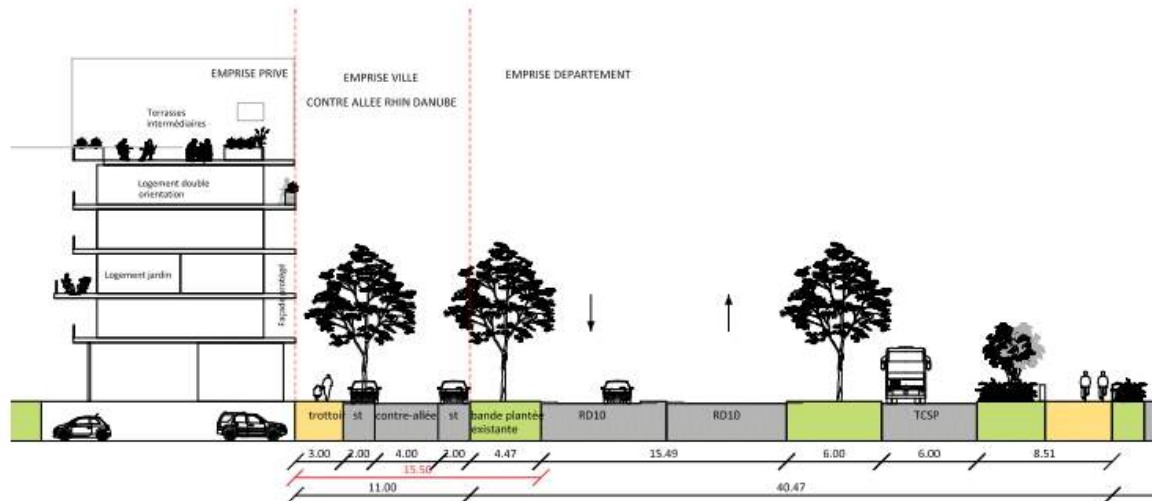 EMPRISE PRIVE
EMPRISE VILLE
CONTRE ALLEE RHIN DANUBE
EMPRISE DEPARTEMENT
Terrasses
intermédiaires
Logement double
orientation
Logement jardin
Façade protégé
trottoir
st
contre-allée
st
bande plantée
existante
RD10
RD10
TCSP
3.00
2.00
4.00
2.00
4.47
15.49
6.00
6.00
8.51
15.50
11.00
40.47